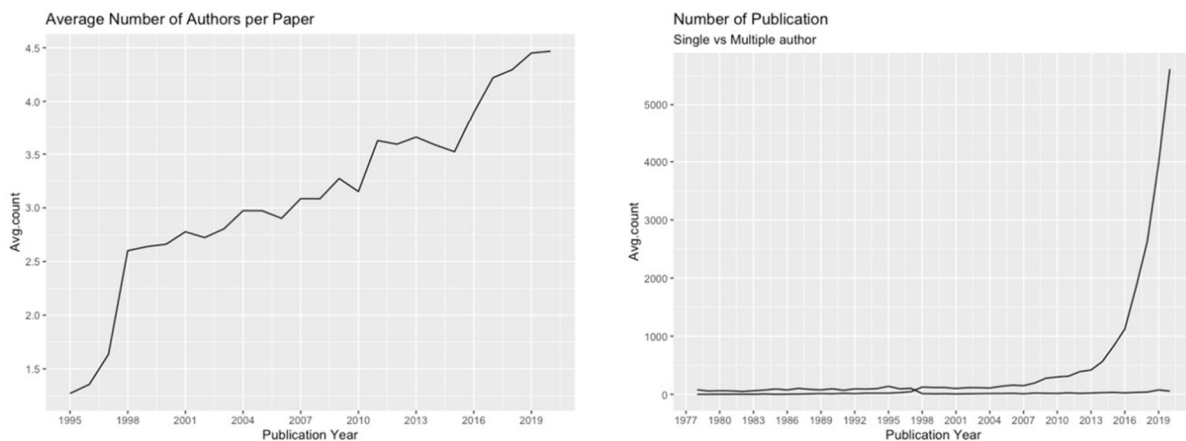 Average Number of Authors per Paper
4.5
4.0
3.5
3.0
2.5
2.0
1.5
Avg.count
1995 1998 2001 2004 2007 2010 2013 2016 2019
Publication Year
Number of Publication
Single vs Multiple author
5000
4000
3000
2000
1000
0
Avg.count
1977 1980 1983 1986 1989 1992 1995 1998 2001 2004 2007 2010 2013 2016 2019
Publication Year